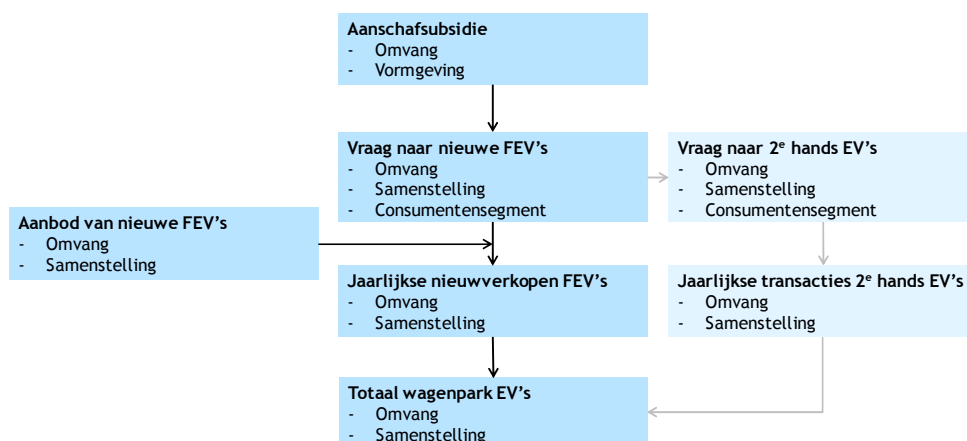 Aanschafsubsidie
- Omvang
- Vormgeving
Vraag naar nieuwe FEV's
- Omvang
- Samenstelling
- Consumentensegment
Vraag naar 2e hands EV's
- Omvang
- Samenstelling
- Consumentensegment
Aanbod van nieuwe FEV's
- Omvang
- Samenstelling
Jaarlijkse nieuwverkopen FEV's
- Omvang
- Samenstelling
Jaarlijkse transacties 2e hands EV's
- Omvang
- Samenstelling
Totaal wagenpark EV's
- Omvang
- Samenstelling